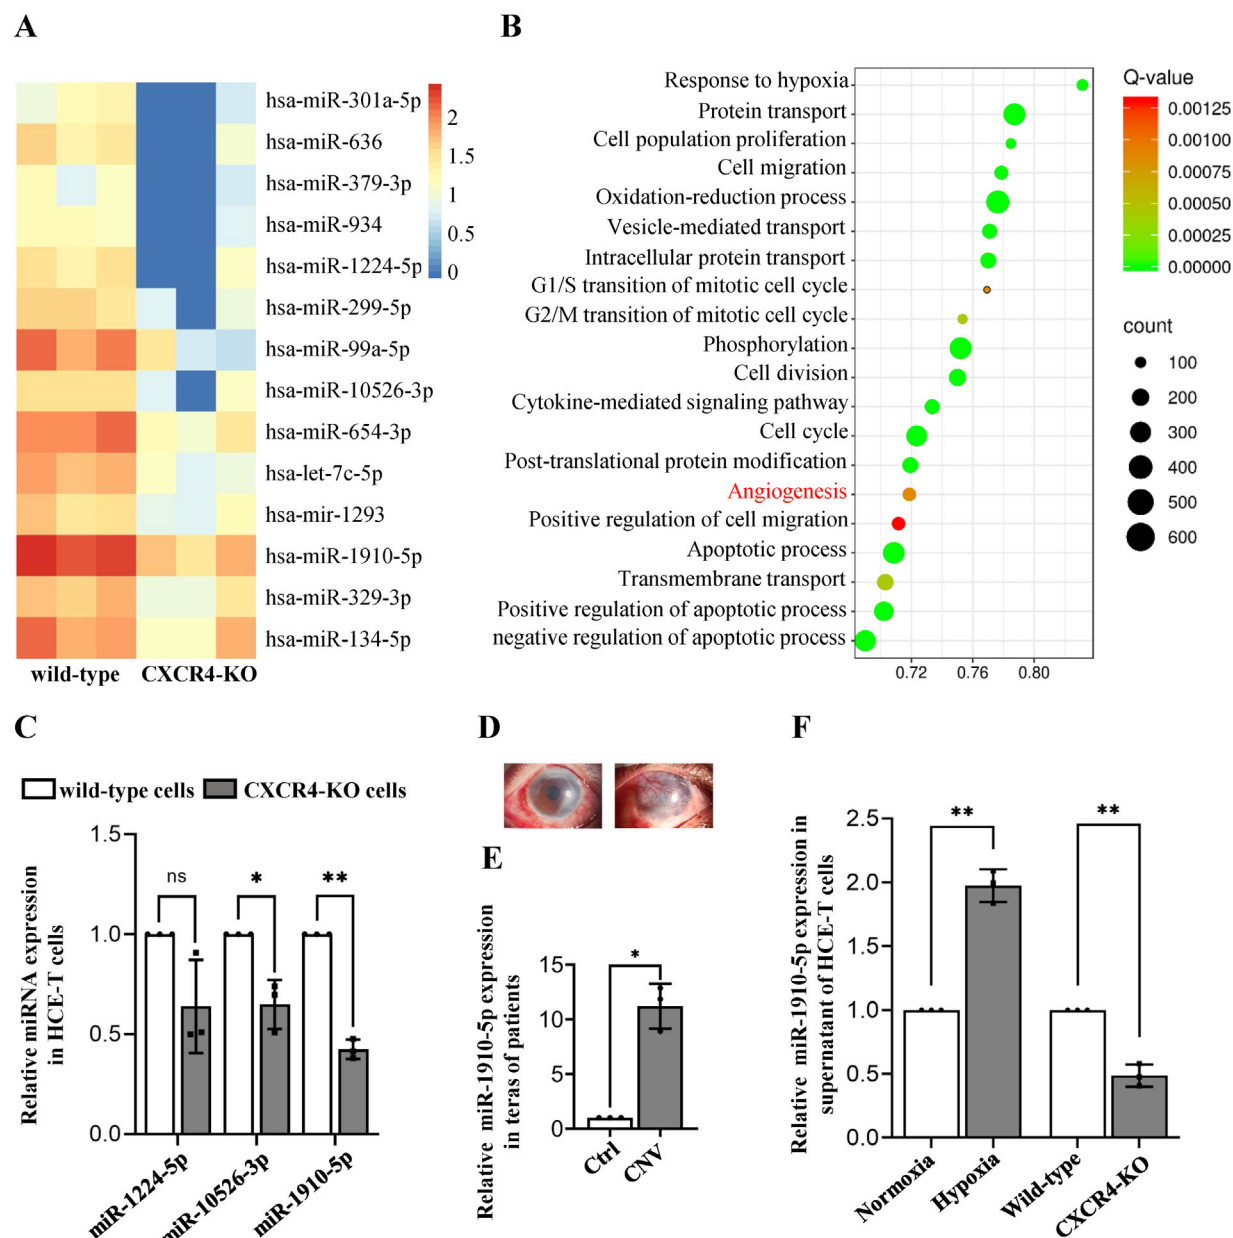 A
hsa-miR-301a-5p
hsa-miR-636
hsa-miR-379-3p
hsa-miR-934
hsa-miR-1224-5p
hsa-miR-299-5p
hsa-miR-99a-5p
hsa-miR-10526-3p
hsa-miR-654-3p
hsa-let-7c-5p
hsa-mir-1293
hsa-miR-1910-5p
hsa-miR-329-3p
hsa-miR-134-5p
2
1.5
1
0.5
0
wild-type CXCR4-KO
B
Response to hypoxia
Protein transport
Cell population proliferation
Cell migration
Oxidation-reduction process
Vesicle-mediated transport
Intracellular protein transport
G1/S transition of mitotic cell cycle
G2/M transition of mitotic cell cycle
Phosphorylation
Cell division
Cytokine-mediated signaling pathway
Cell cycle
Post-translational protein modification
Angiogenesis
Positive regulation of cell migration
Apoptotic process
Transmembrane transport
Positive regulation of apoptotic process
negative regulation of apoptotic process
0.72 0.76 0.80
Q-value
0.00125
0.00100
0.00075
0.00050
0.00025
0.00000
count
100
200
300
400
500
600
C
wild-type cells CXCR4-KO cells
Relative miRNA expression
in HCE-T cells
1.5
1.0
0.5
0.0
ns * **
miR-1224-5p
miR-10526-3p
miR-1910-5p
D
E
Relative miR-1910-5p expression
in teras of patients
15
10
5
0
*
Ctrl
CNV
F
Relative miR-1910-5p expression in
supernatant of HCE-T cells
2.5
2.0
1.5
1.0
0.5
0.0
** **
Normoxia
Hypoxia
Wild-type
CXCR4-KO